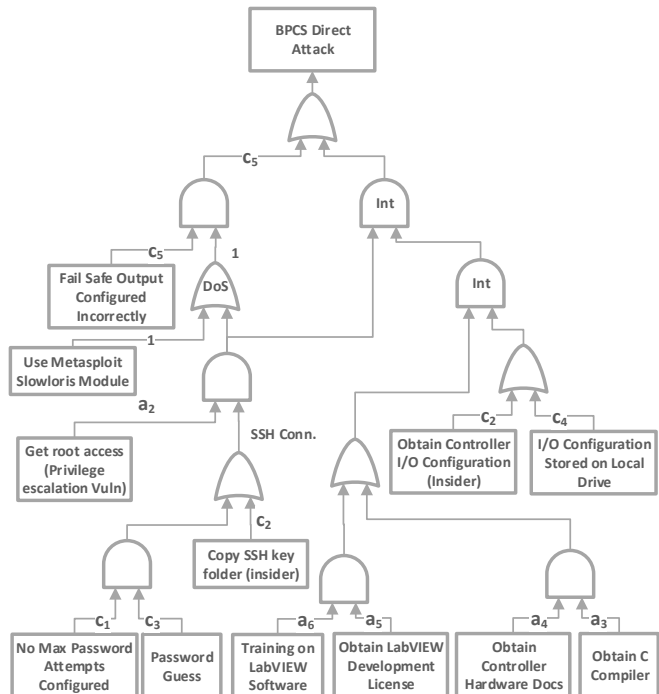 BPCS Direct
Attack
c₅
Int
c₅
1
Fail Safe Output
Configured
Incorrectly
DoS
Int
1
Use Metasploit
Slowloris Module
a₂
c₂
c₄
Get root access
(Privilege
escalation Vuln)
SSH Conn.
Obtain Controller
I/O Configuration
(Insider)
I/O Configuration
Stored on Local
Drive
c₂
Copy SSH key
folder (insider)
c₁
c₃
a₆
a₅
a₄
a₃
No Max Password
Attempts
Configured
Password
Guess
Training on
LabVIEW
Software
Obtain LabVIEW
Development
License
Obtain
Controller
Hardware Docs
Obtain C
Compiler